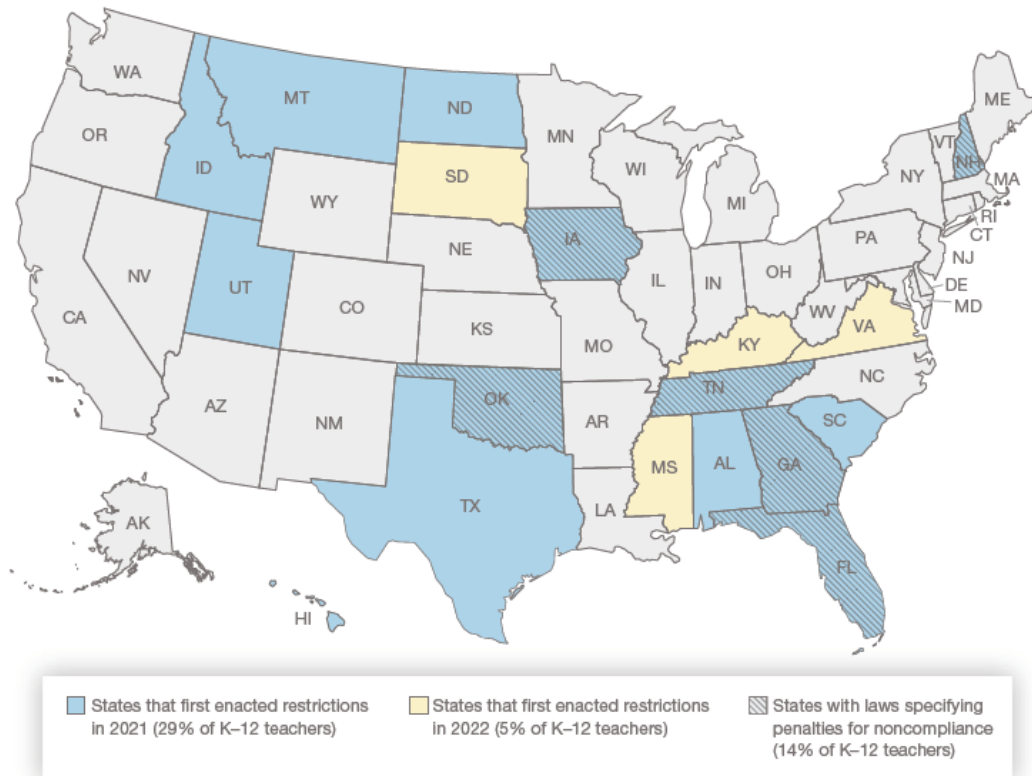 WA
MT
ND
MN
ME
OR
ID
SD
WI
VT
NH
NY
MA
WY
MI
RI
CT
IA
NE
PA
NJ
NV
UT
IL
IN
OH
DE
MD
CA
CO
KS
WV
VA
MO
KY
AZ
NM
OK
AR
TN
NC
SC
MS
AL
GA
TX
LA
AK
FL
HI
States that first enacted restrictions
in 2021 (29% of K–12 teachers)
States that first enacted restrictions
in 2022 (5% of K–12 teachers)
States with laws specifying
penalties for noncompliance
(14% of K–12 teachers)